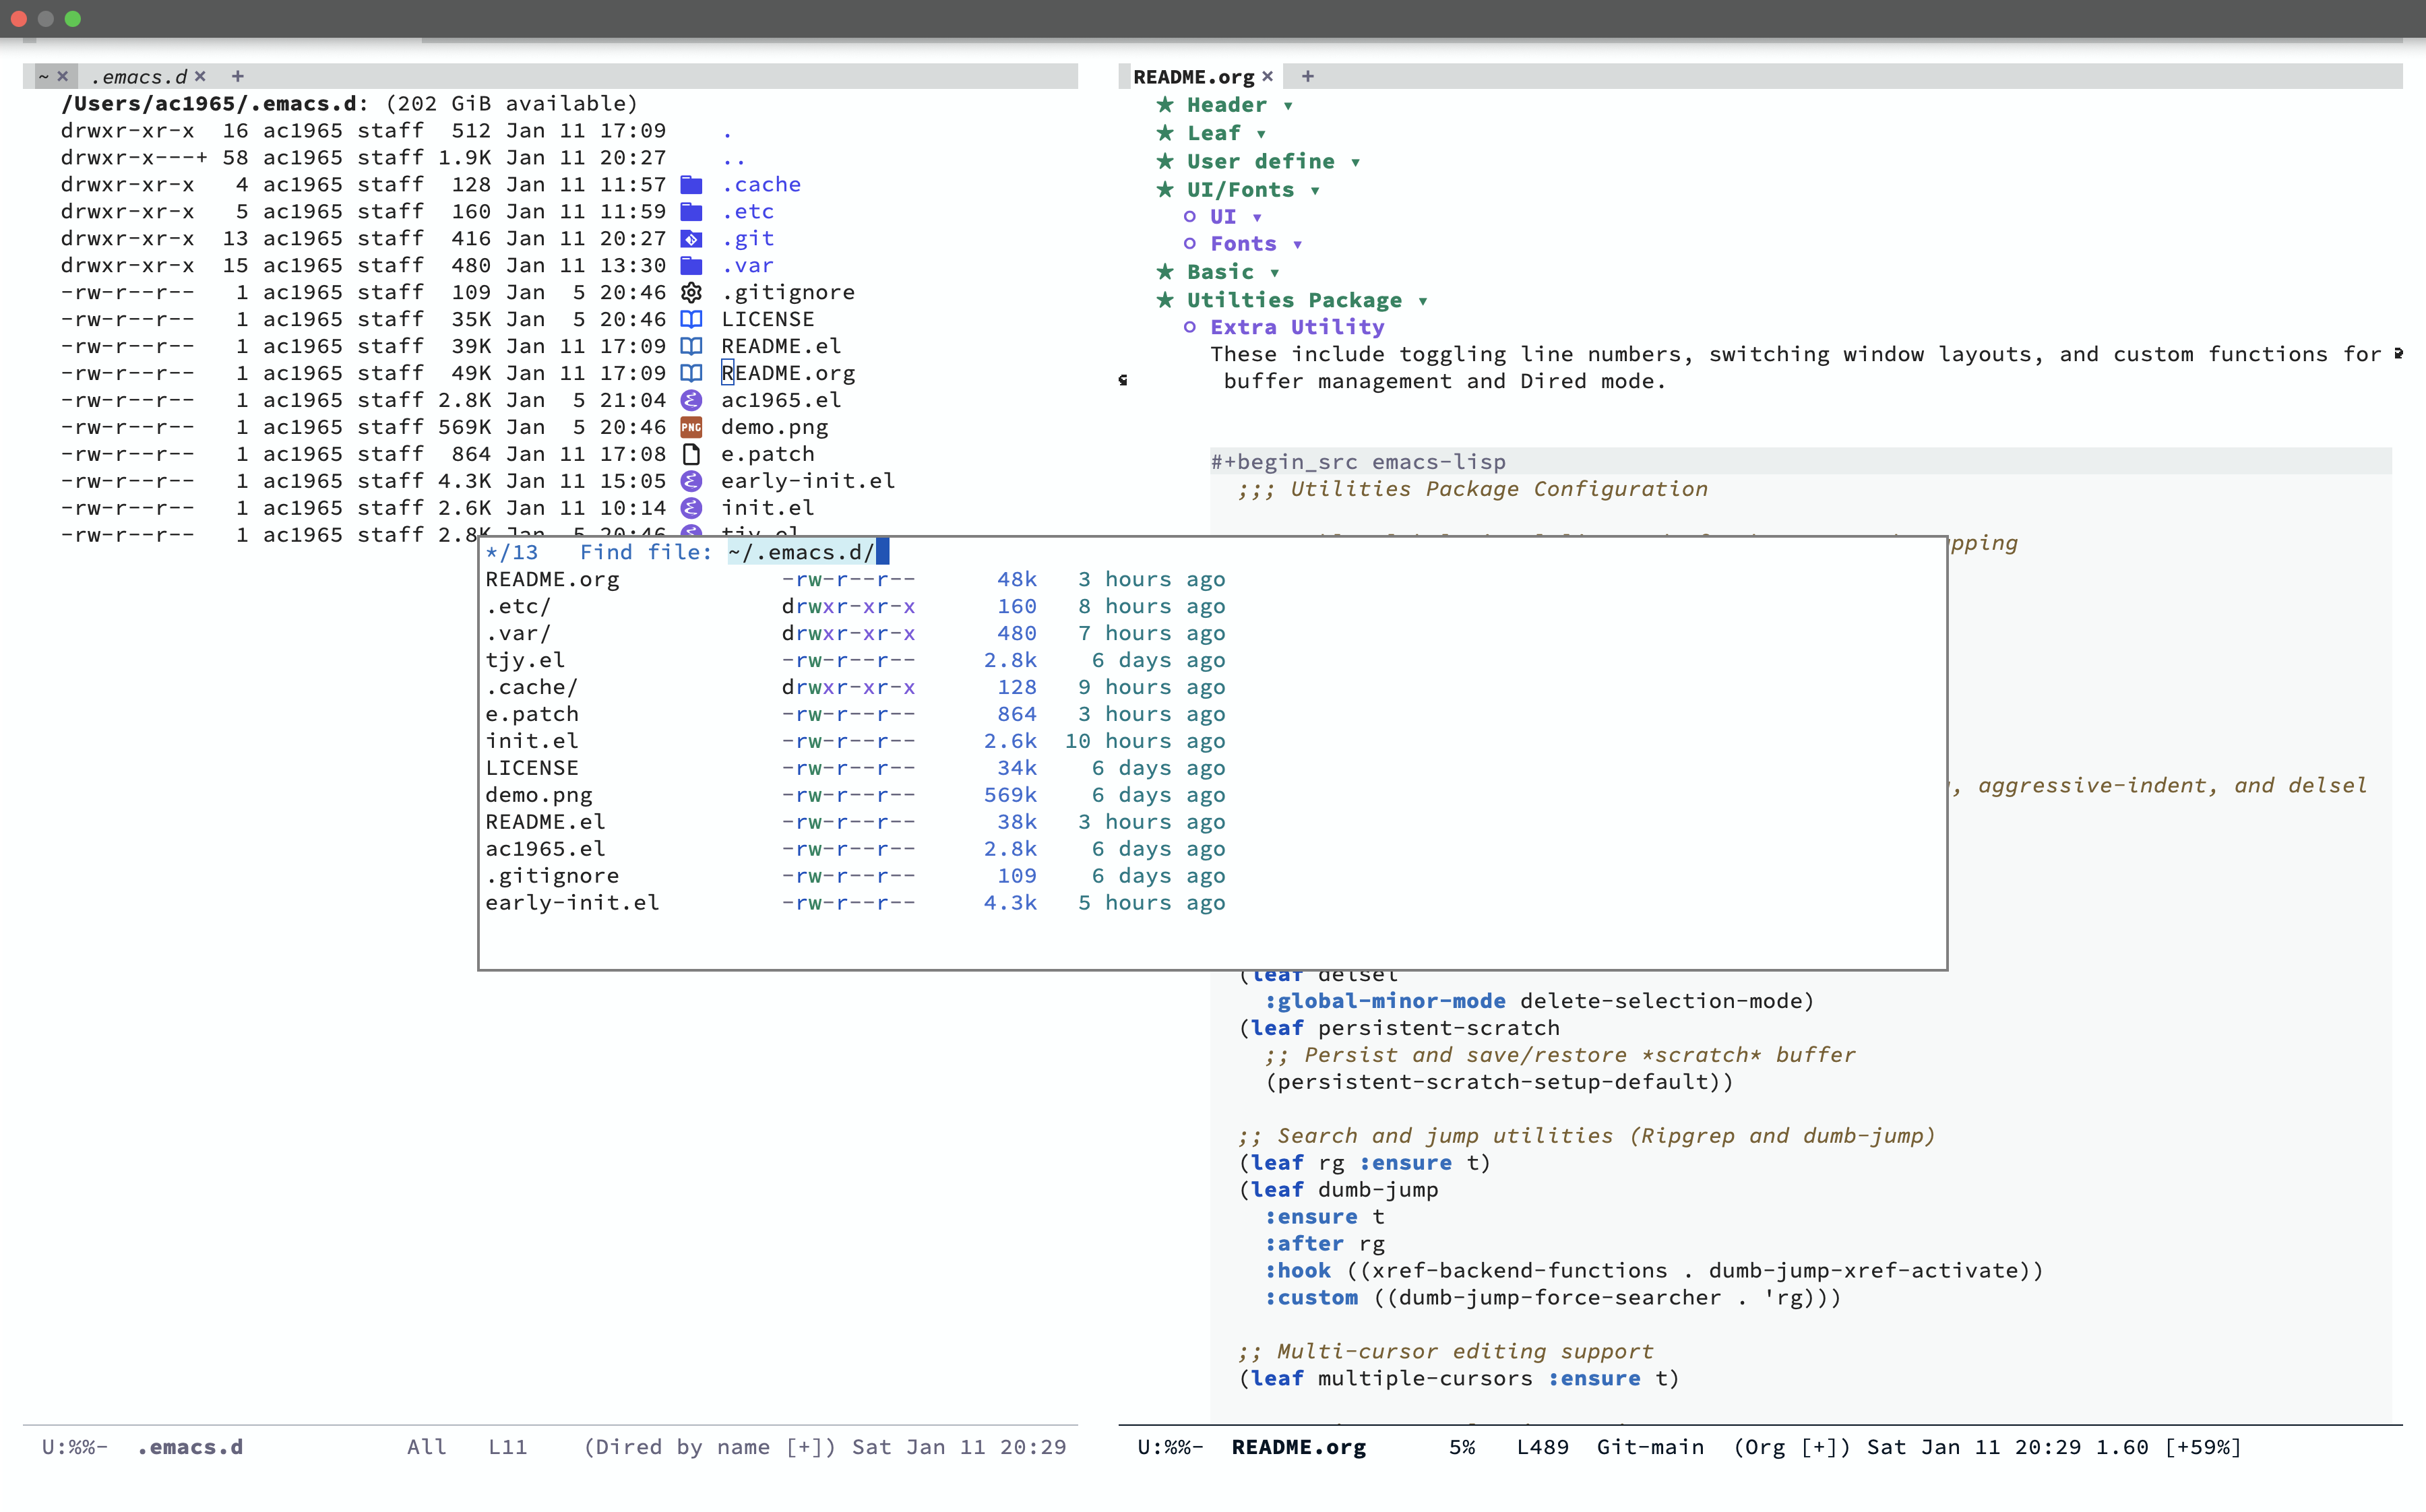 ~ × .emacs.d × +
/Users/ac1965/.emacs.d: (202 GiB available)
drwxr-xr-x 16 ac1965 staff 512 Jan 11 17:09 .
drwxr-x---+ 58 ac1965 staff 1.9K Jan 11 20:27 ..
drwxr-xr-x 4 ac1965 staff 128 Jan 11 11:57 .cache
drwxr-xr-x 5 ac1965 staff 160 Jan 11 11:59 .etc
drwxr-xr-x 13 ac1965 staff 416 Jan 11 20:27 .git
drwxr-xr-x 15 ac1965 staff 480 Jan 11 13:30 .var
-rw-r--r-- 1 ac1965 staff 109 Jan 5 20:46 .gitignore
-rw-r--r-- 1 ac1965 staff 35K Jan 5 20:46 LICENSE
-rw-r--r-- 1 ac1965 staff 39K Jan 11 17:09 README.el
-rw-r--r-- 1 ac1965 staff 49K Jan 11 17:09 README.org
-rw-r--r-- 1 ac1965 staff 2.8K Jan 5 21:04 ac1965.el
-rw-r--r-- 1 ac1965 staff 569K Jan 5 20:46 PNG demo.png
-rw-r--r-- 1 ac1965 staff 864 Jan 11 17:08 e.patch
-rw-r--r-- 1 ac1965 staff 4.3K Jan 11 15:05 early-init.el
-rw-r--r-- 1 ac1965 staff 2.6K Jan 11 10:14 init.el
-rw-r--r-- 1 ac1965 staff 2.8K Jan 5 20:46 tjy.el
*/13 Find file: ~/.emacs.d/
README.org -rw-r--r-- 48k 3 hours ago
.etc/ drwxr-xr-x 160 8 hours ago
.var/ drwxr-xr-x 480 7 hours ago
tjy.el -rw-r--r-- 2.8k 6 days ago
.cache/ drwxr-xr-x 128 9 hours ago
e.patch -rw-r--r-- 864 3 hours ago
init.el -rw-r--r-- 2.6k 10 hours ago
LICENSE -rw-r--r-- 34k 6 days ago
demo.png -rw-r--r-- 569k 6 days ago
README.el -rw-r--r-- 38k 3 hours ago
ac1965.el -rw-r--r-- 2.8k 6 days ago
.gitignore -rw-r--r-- 109 6 days ago
early-init.el -rw-r--r-- 4.3k 5 hours ago
U:%%- .emacs.d All L11 (Dired by name [+]) Sat Jan 11 20:29
README.org × +
★ Header ▾
★ Leaf ▾
★ User define ▾
★ UI/Fonts ▾
○ UI ▾
○ Fonts ▾
★ Basic ▾
★ Utilties Package ▾
○ Extra Utility
These include toggling line numbers, switching window layouts, and custom functions for
buffer management and Dired mode.
#+begin_src emacs-lisp
;;; Utilities Package Configuration
, aggressive-indent, and delsel
(leaf delsel
:global-minor-mode delete-selection-mode)
(leaf persistent-scratch
;; Persist and save/restore *scratch* buffer
(persistent-scratch-setup-default))
;; Search and jump utilities (Ripgrep and dumb-jump)
(leaf rg :ensure t)
(leaf dumb-jump
:ensure t
:after rg
:hook ((xref-backend-functions . dumb-jump-xref-activate))
:custom ((dumb-jump-force-searcher . 'rg)))
;; Multi-cursor editing support
(leaf multiple-cursors :ensure t)
U:%%- README.org 5% L489 Git-main (Org [+]) Sat Jan 11 20:29 1.60 [+59%]